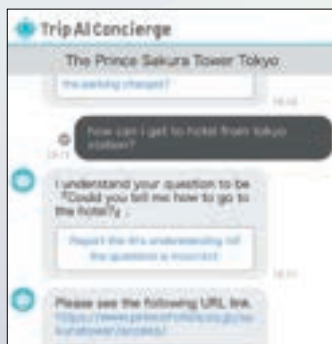 Trip AI Concierge
The Prince Sakura Tower Tokyo
the parking charged?
how can i get to hotel from tokyo
station?
I understand your question to be
『Could you tell me how to go to
the hotel?』.
Report the AI's understanding of
the question is incorrect
Please see the following URL link.